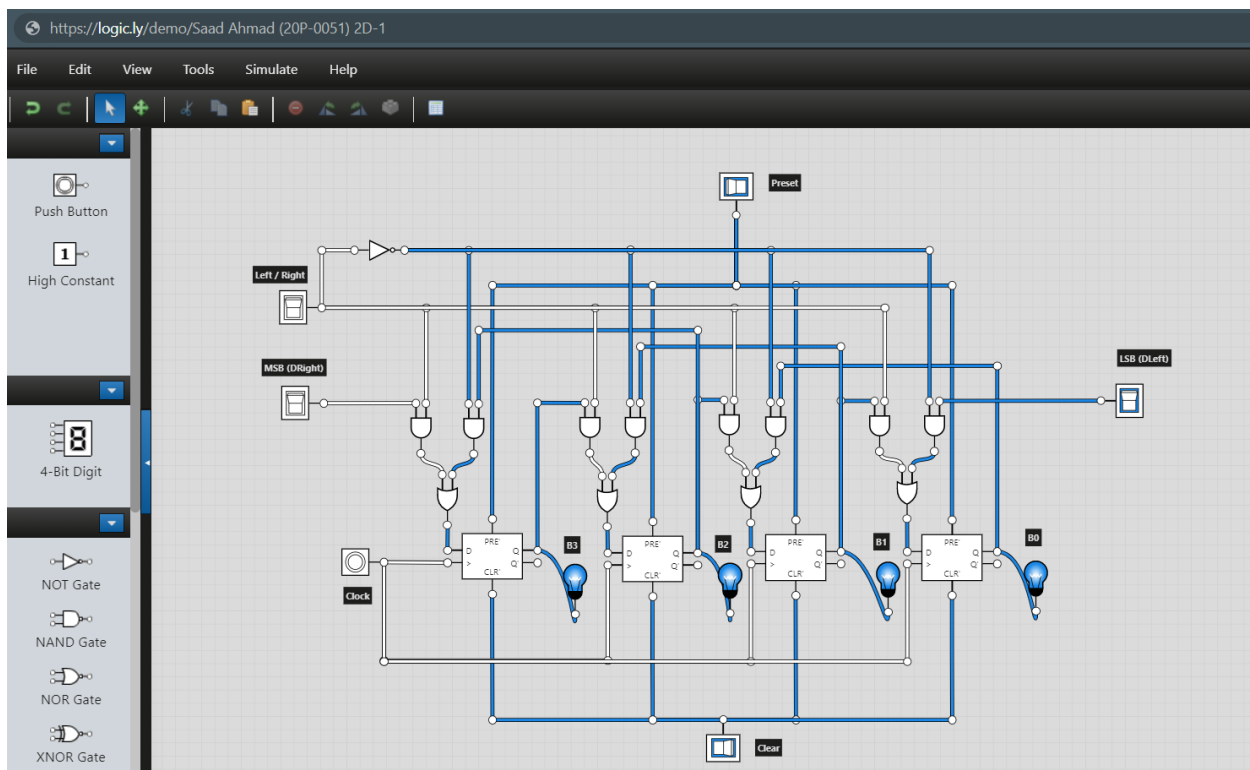 https://logic.ly/demo/Saad Ahmad (20P-0051) 2D-1
File Edit View Tools Simulate Help
Push Button
1
High Constant
8
4-Bit Digit
NOT Gate
NAND Gate
NOR Gate
XNOR Gate
Preset
Left / Right
MSB (DRight)
LSB (DLeft)
PRE'
D Q
> Q'
CLR'
B3
PRE'
D Q
> Q'
CLR'
B2
PRE'
D Q
> Q'
CLR'
B1
PRE'
D Q
> Q'
CLR'
B0
Clock
Clear